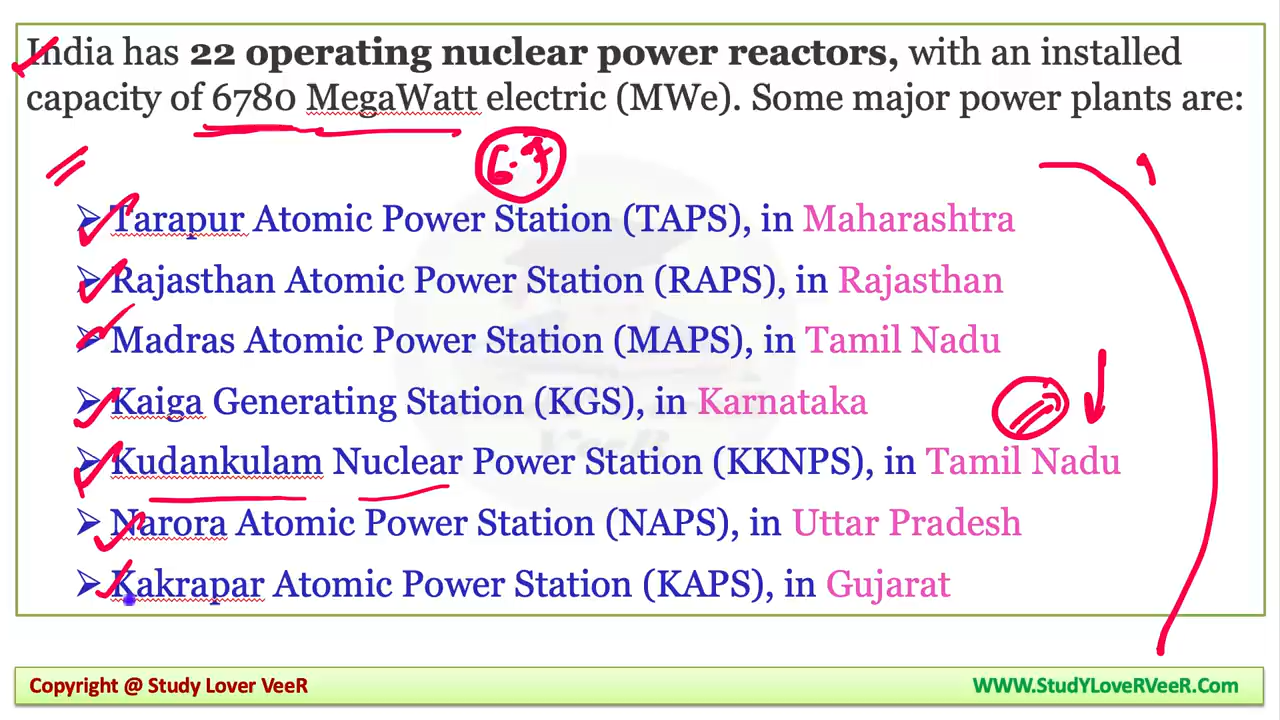 India has 22 operating nuclear power reactors, with an installed
capacity of 6780 MegaWatt electric (MWe). Some major power plants are:
6.7
➢ Tarapur Atomic Power Station (TAPS), in Maharashtra
➢ Rajasthan Atomic Power Station (RAPS), in Rajasthan
➢ Madras Atomic Power Station (MAPS), in Tamil Nadu
➢ Kaiga Generating Station (KGS), in Karnataka
➢ Kudankulam Nuclear Power Station (KKNPS), in Tamil Nadu
➢ Narora Atomic Power Station (NAPS), in Uttar Pradesh
➢ Kakrapar Atomic Power Station (KAPS), in Gujarat
Copyright @ Study Lover VeeR
WWW.StudYLoveRVeeR.Com